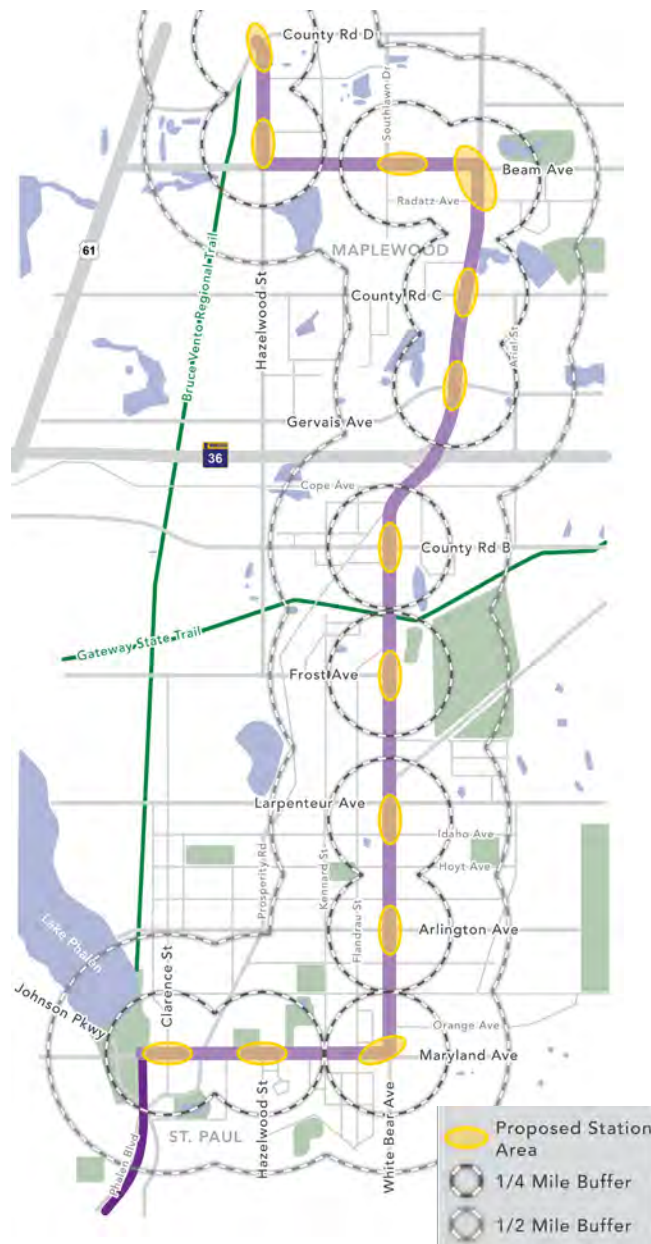 County Rd D
Southlawn Dr
Beam Ave
Radatz Ave
MAPLEWOOD
61
Bruce Vento Regional Trail
Hazelwood St
County Rd C
Arial St
Gervais Ave
36
Cope Ave
County Rd B
Gateway State Trail
Frost Ave
Larpenteur Ave
Idaho Ave
Prosperity Rd
Kennard St
Hoyt Ave
Flandrau St
Arlington Ave
Lake Phalen
Clarence St
Johnson Pkwy
Orange Ave
Maryland Ave
Hazelwood St
White Bear Ave
ST. PAUL
Phalen Blvd
Proposed Station
Area
1/4 Mile Buffer
1/2 Mile Buffer